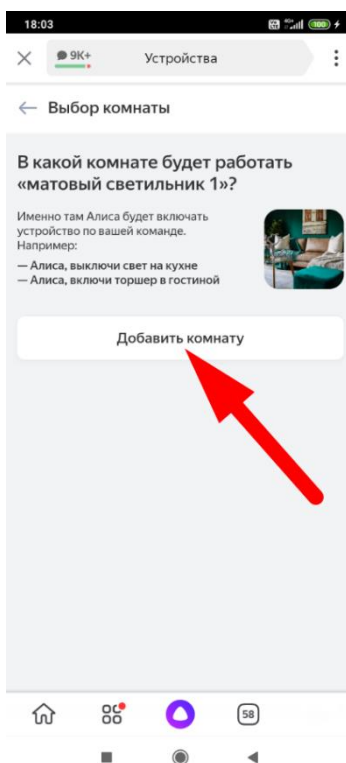 18:03
100
9K+
Устройства
Выбор комнаты
В какой комнате будет работать
«матовый светильник 1»?
Именно там Алиса будет включать
устройство по вашей команде.
Например:
— Алиса, выключи свет на кухне
— Алиса, включи торшер в гостиной
Добавить комнату
58